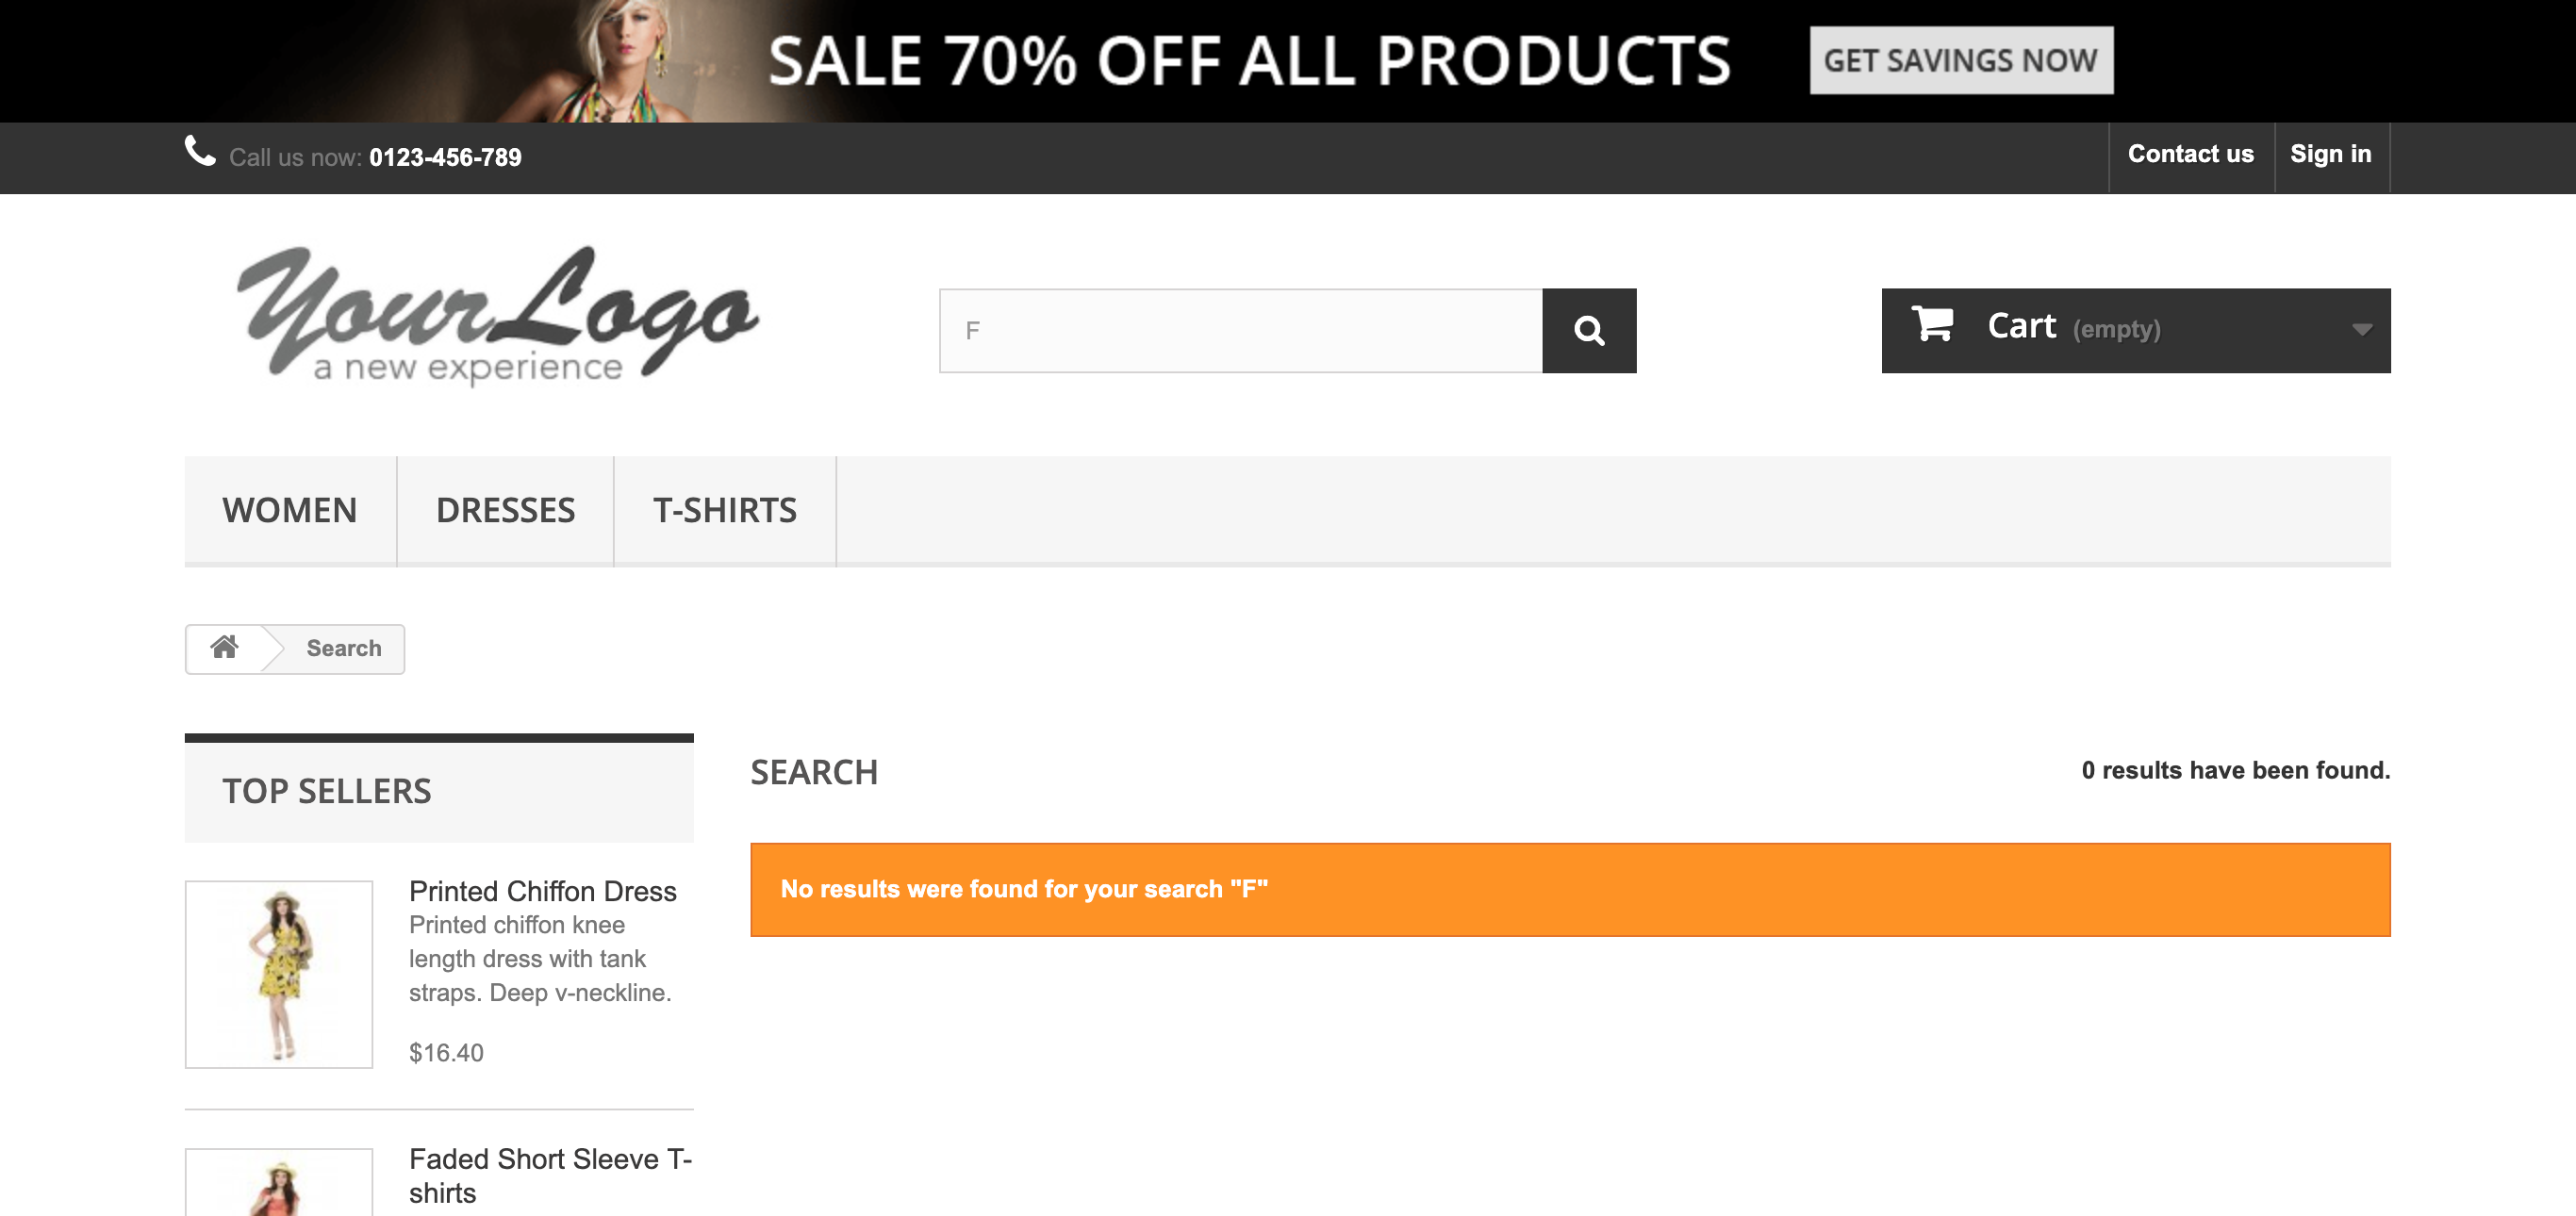 SALE 70% OFF ALL PRODUCTS
GET SAVINGS NOW
Call us now: 0123-456-789
Contact us
Sign in
Your Logo
a new experience
F
Cart (empty)
WOMEN
DRESSES
T-SHIRTS
Search
TOP SELLERS
Printed Chiffon Dress
Printed chiffon knee
length dress with tank
straps. Deep v-neckline.
$16.40
Faded Short Sleeve T-
shirts
SEARCH
0 results have been found.
No results were found for your search "F"